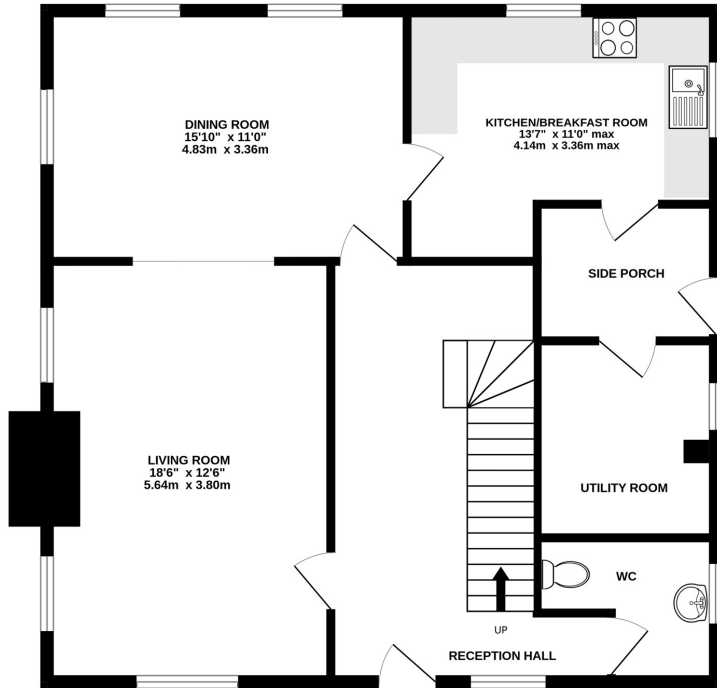 DINING ROOM
15'10" x 11'0"
4.83m x 3.36m
KITCHEN/BREAKFAST ROOM
13'7" x 11'0" max
4.14m x 3.36m max
SIDE PORCH
LIVING ROOM
18'6" x 12'6"
5.64m x 3.80m
UTILITY ROOM
WC
UP
RECEPTION HALL